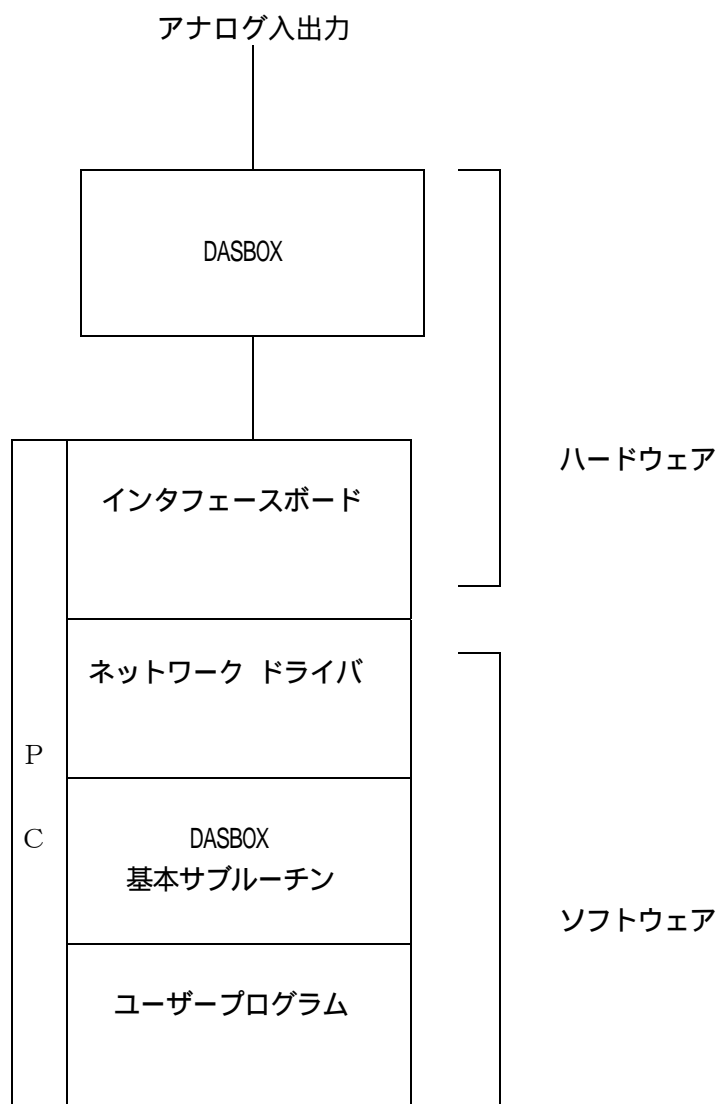 アナログ入出力
DASBOX
ハードウェア
インタフェースボード
ネットワーク ドライバ
P
C
DASBOX
基本サブルーチン
ソフトウェア
ユーザープログラム